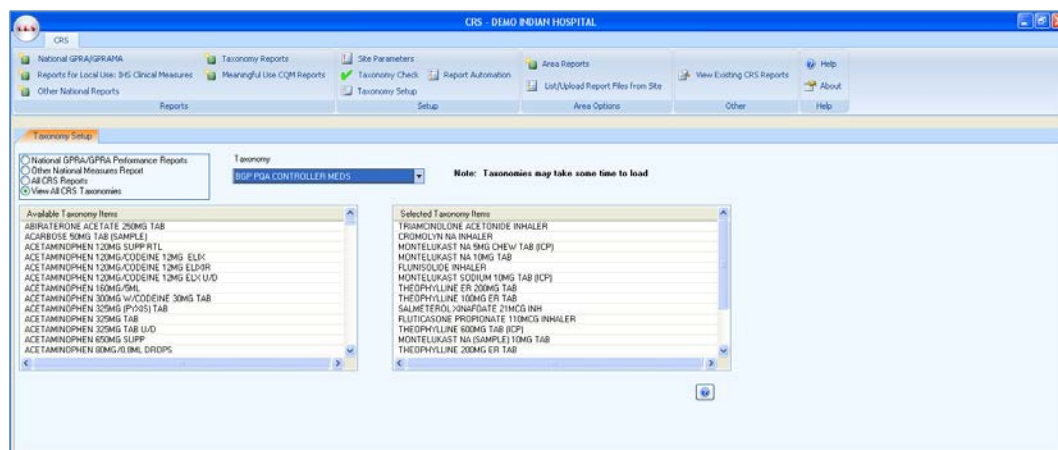 CRS - DEMO INDIAN HOSPITAL
CRS
National GPRA/GPRAMA
Reports for Local Use: IHS Clinical Measures
Other National Reports
Taxonomy Reports
Meaningful Use CQM Reports
Reports
Site Parameters
Taxonomy Check
Report Automation
Taxonomy Setup
Setup
Area Reports
List/Upload Report Files from Site
Area Options
View Existing CRS Reports
Other
Help
About
Help
Taxonomy Setup
National GPRA/GPRA Performance Reports
Other National Measures Report
All CRS Reports
View All CRS Taxonomies
Taxonomy
BGP PQA CONTROLLER MEDS
Note: Taxonomies may take some time to load
Available Taxonomy Items
ABIRATERONE ACETATE 250MG TAB
ACARBOSE 50MG TAB (SAMPLE)
ACETAMINOPHEN 120MG SUPP RTL
ACETAMINOPHEN 120MG/CODEINE 12MG ELIX
ACETAMINOPHEN 120MG/CODEINE 12MG ELIXIR
ACETAMINOPHEN 120MG/CODEINE 12MG ELX U/D
ACETAMINOPHEN 160MG/5ML
ACETAMINOPHEN 300MG W/CODEINE 30MG TAB
ACETAMINOPHEN 325MG (PYXIS) TAB
ACETAMINOPHEN 325MG TAB
ACETAMINOPHEN 325MG TAB U/D
ACETAMINOPHEN 650MG SUPP
ACETAMINOPHEN 80MG/0.8ML DROPS
Selected Taxonomy Items
TRIAMCINOLONE ACETONIDE INHALER
CROMOLYN NA INHALER
MONTELUKAST NA 5MG CHEW TAB (ICP)
MONTELUKAST NA 10MG TAB
FLUNISOLIDE INHALER
MONTELUKAST SODIUM 10MG TAB (ICP)
THEOPHYLLINE ER 200MG TAB
THEOPHYLLINE 100MG ER TAB
SALMETEROL XINAFOATE 21MCG INH
FLUTICASONE PROPIONATE 110MCG INHALER
THEOPHYLLINE 600MG TAB (ICP)
MONTELUKAST NA (SAMPLE) 10MG TAB
THEOPHYLLINE 200MG ER TAB